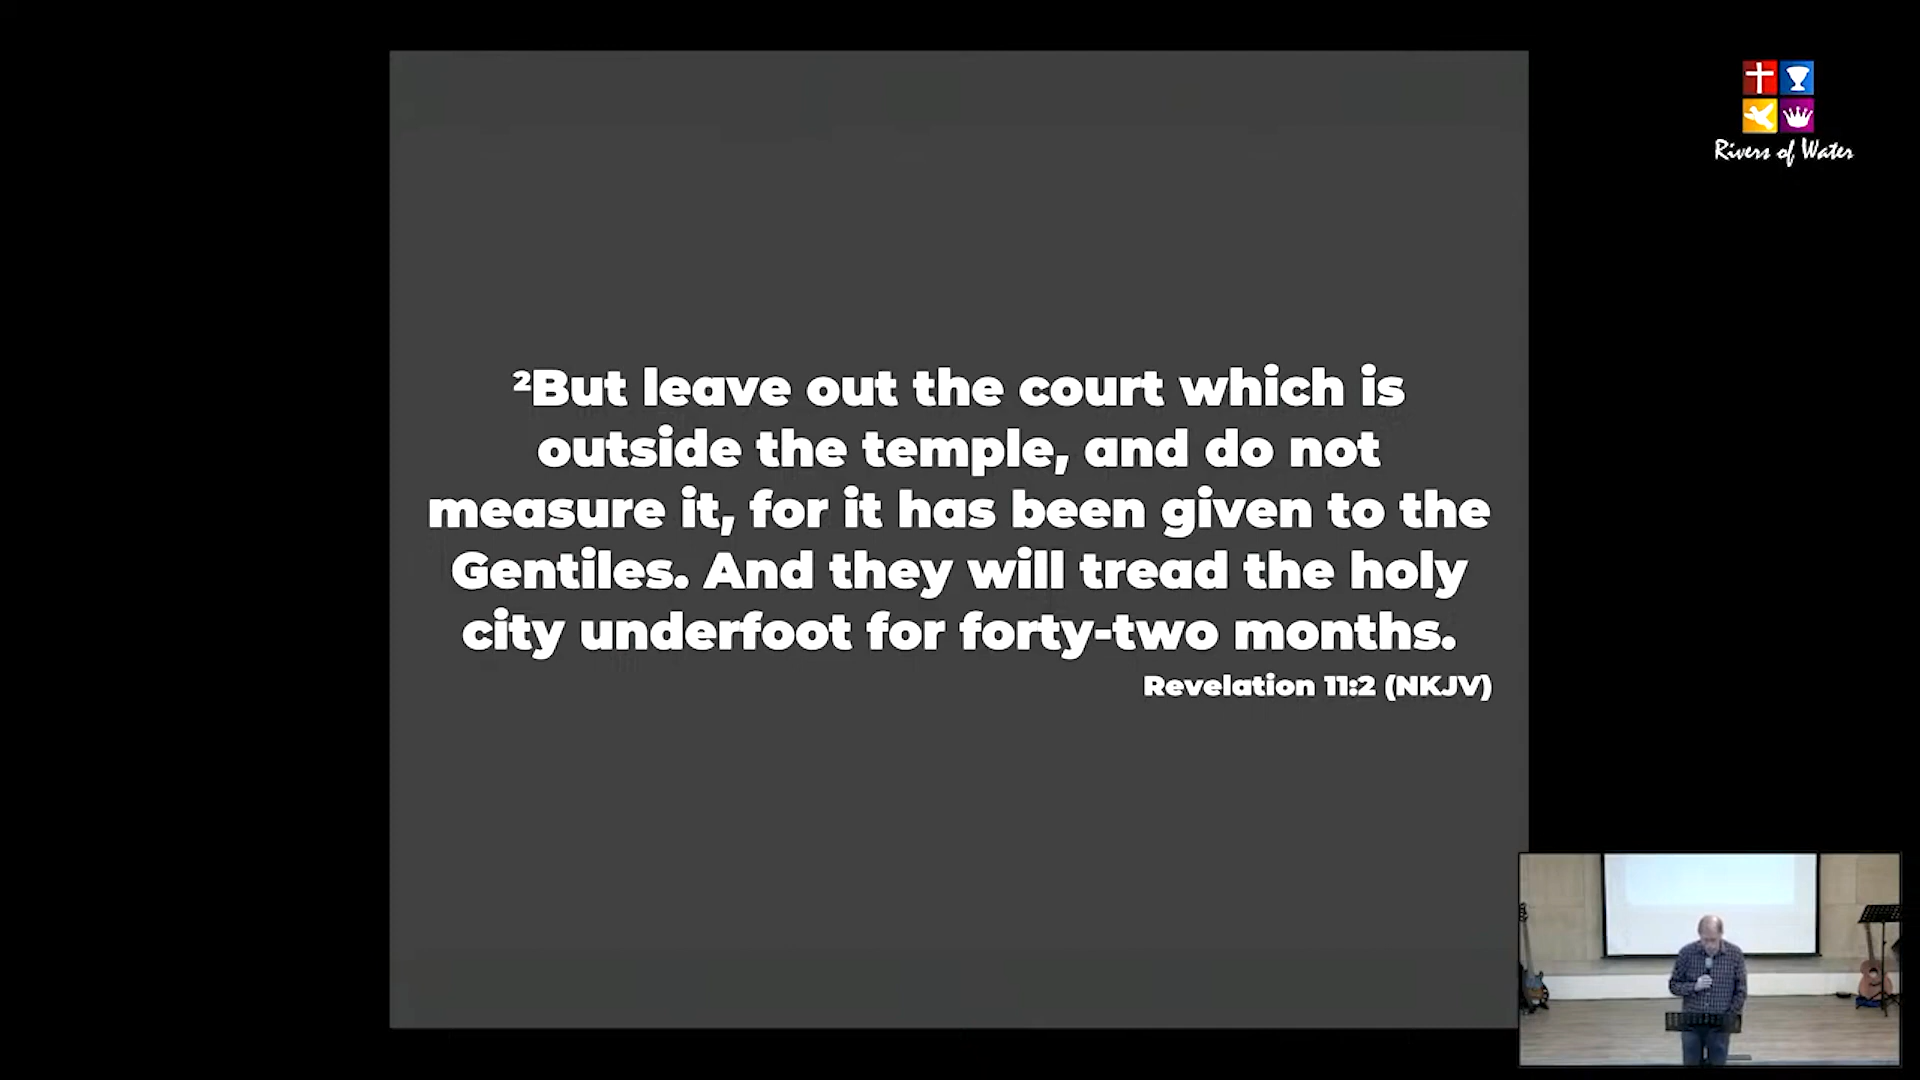 ²But leave out the court which is
outside the temple, and do not
measure it, for it has been given to the
Gentiles. And they will tread the holy
city underfoot for forty-two months.
Revelation 11:2 (NKJV)
Rivers of Water